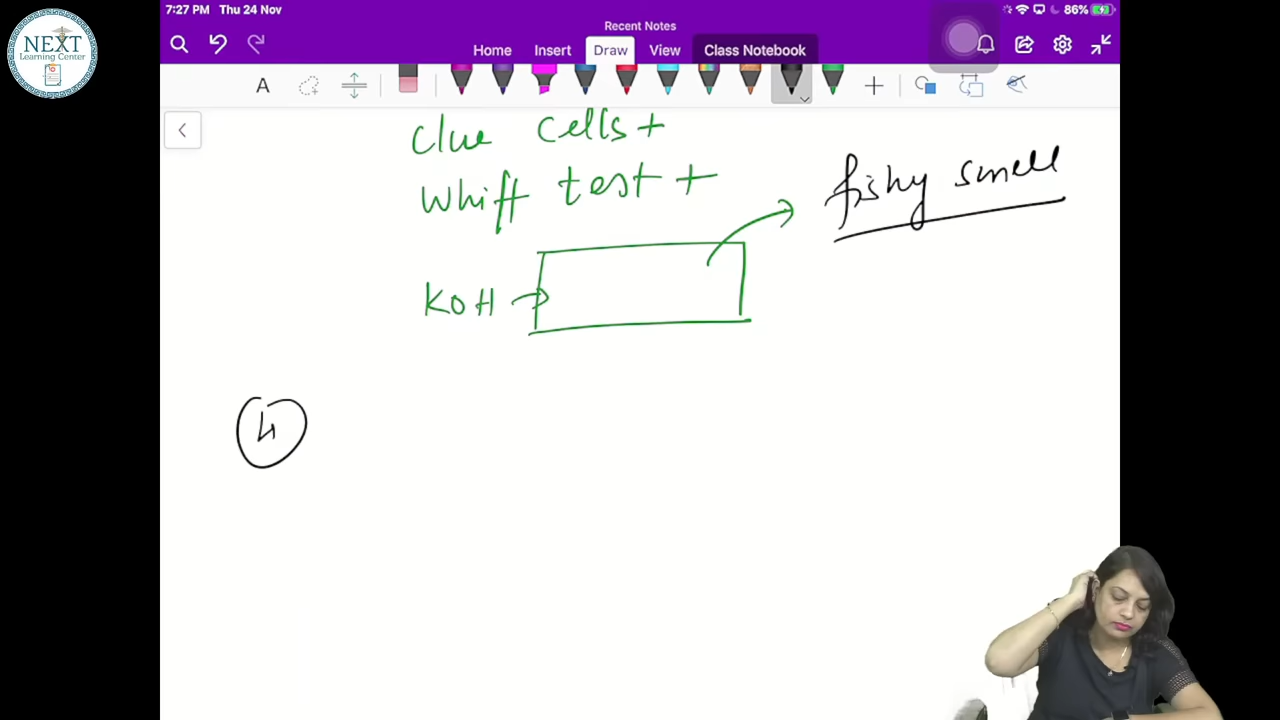 7:27 PM Thu 24 Nov
86%
NEXT
Learning Center
Recent Notes
Home Insert Draw View Class Notebook
A
Clue cells +
Whiff test +
fishy smell
KOH →
4